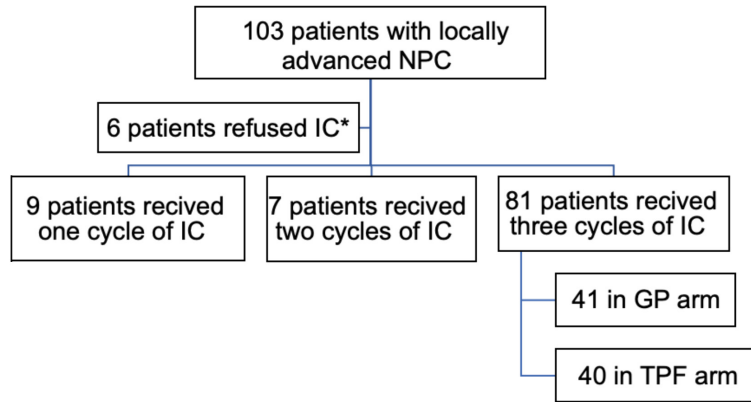 103 patients with locally
advanced NPC
6 patients refused IC*
9 patients recived
one cycle of IC
7 patients recived
two cycles of IC
81 patients recived
three cycles of IC
41 in GP arm
40 in TPF arm